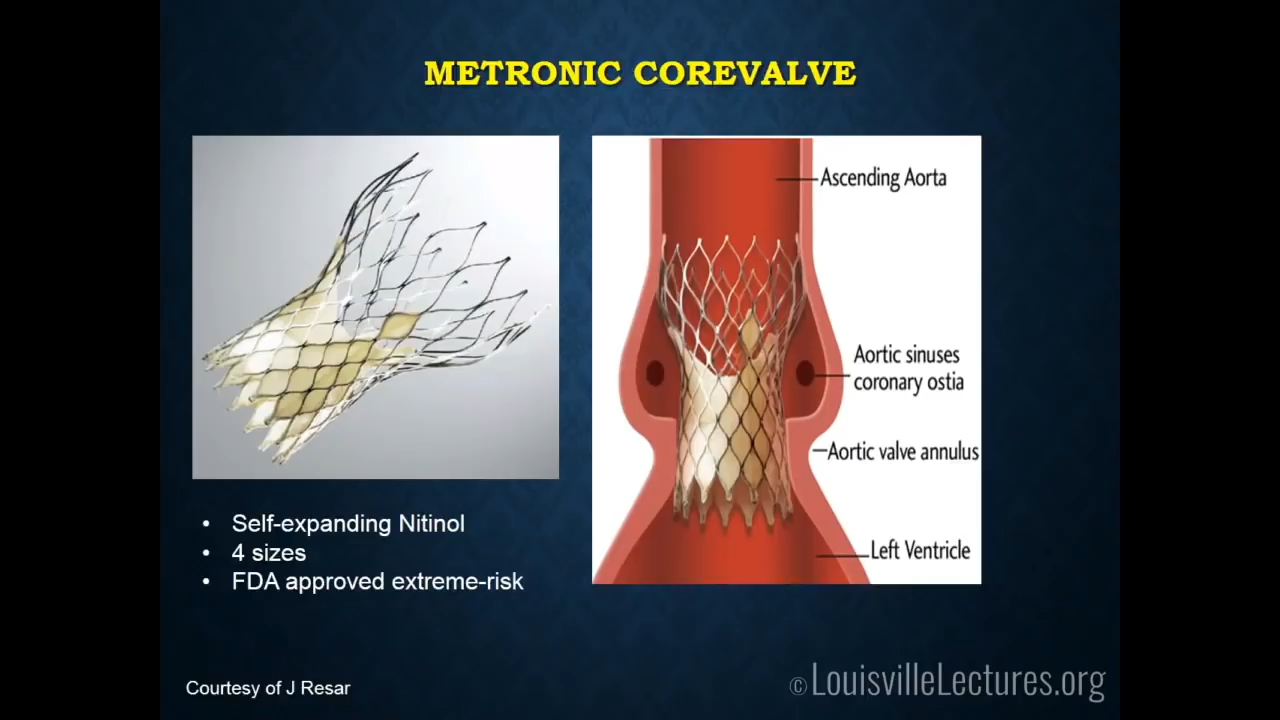 METRONIC COREVALVE
Ascending Aorta
Aortic sinuses
coronary ostia
Aortic valve annulus
Left Ventricle
• Self-expanding Nitinol
• 4 sizes
• FDA approved extreme-risk
Courtesy of J Resar
© LouisvilleLectures.org